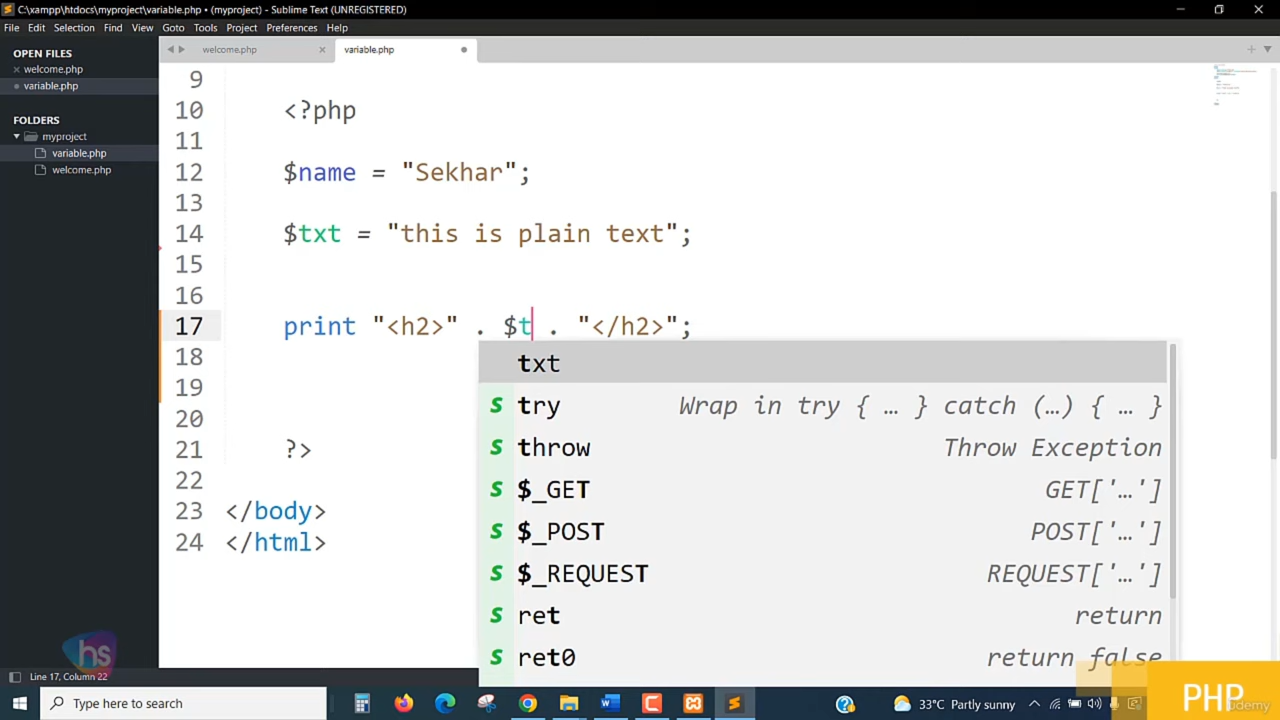 C:\xampp\htdocs\myproject\variable.php • (myproject) - Sublime Text (UNREGISTERED)
File Edit Selection Find View Goto Tools Project Preferences Help
OPEN FILES
welcome.php
variable.php
FOLDERS
myproject
variable.php
welcome.php
welcome.php variable.php
9
10 <?php
11
12 $name = "Sekhar";
13
14 $txt = "this is plain text";
15
16
17 print "<h2>" . $t . "</h2>";
18
19
20
21 ?>
22
23 </body>
24 </html>
txt
s try Wrap in try { … } catch (…) { … }
s throw Throw Exception
s $_GET GET['…']
s $_POST POST['…']
s $_REQUEST REQUEST['…']
s ret return
s ret0 return false
hs
Line 17, Column 22
Type here to search
33°C Partly sunny
PHP
udemy